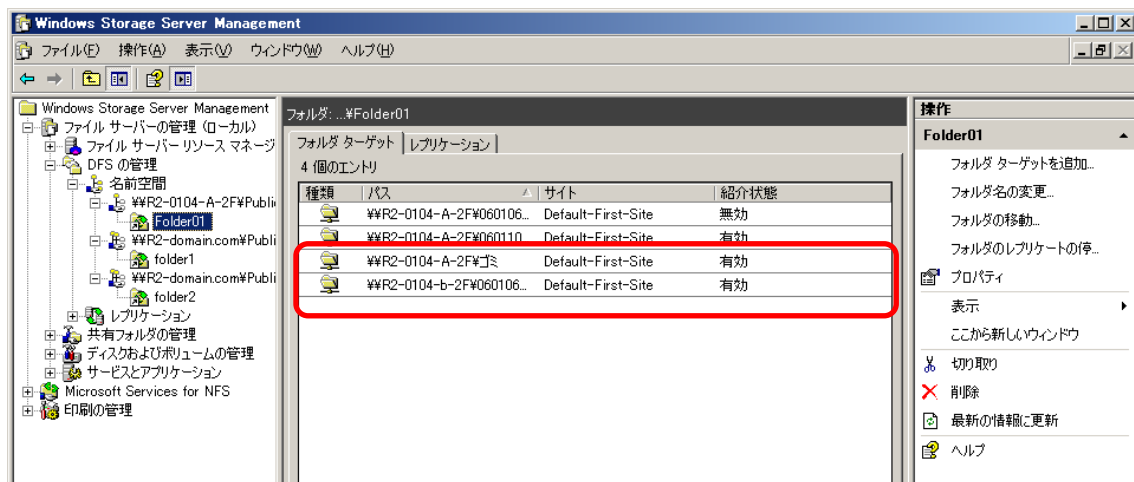 Windows Storage Server Management
ファイル(F) 操作(A) 表示(V) ウィンドウ(W) ヘルプ(H)
Windows Storage Server Management
ファイル サーバーの管理 (ローカル)
ファイル サーバー リソース マネージ
DFS の管理
名前空間
¥¥R2-0104-A-2F¥Publi
Folder01
¥¥R2-domain.com¥Publi
folder1
¥¥R2-domain.com¥Publi
folder2
レプリケーション
共有フォルダの管理
ディスクおよびボリュームの管理
サービスとアプリケーション
Microsoft Services for NFS
印刷の管理
フォルダ: ...¥Folder01
フォルダ ターゲット レプリケーション
4 個のエントリ
種類 パス サイト 紹介状態
¥¥R2-0104-A-2F¥060106... Default-First-Site 無効
¥¥R2-0104-A-2F¥060110... Default-First-Site 有効
¥¥R2-0104-A-2F¥ゴミ Default-First-Site 有効
¥¥R2-0104-b-2F¥060106... Default-First-Site 有効
操作
Folder01
フォルダ ターゲットを追加...
フォルダ名の変更...
フォルダの移動...
フォルダのレプリケートの停...
プロパティ
表示
ここから新しいウィンドウ
切り取り
削除
最新の情報に更新
ヘルプ